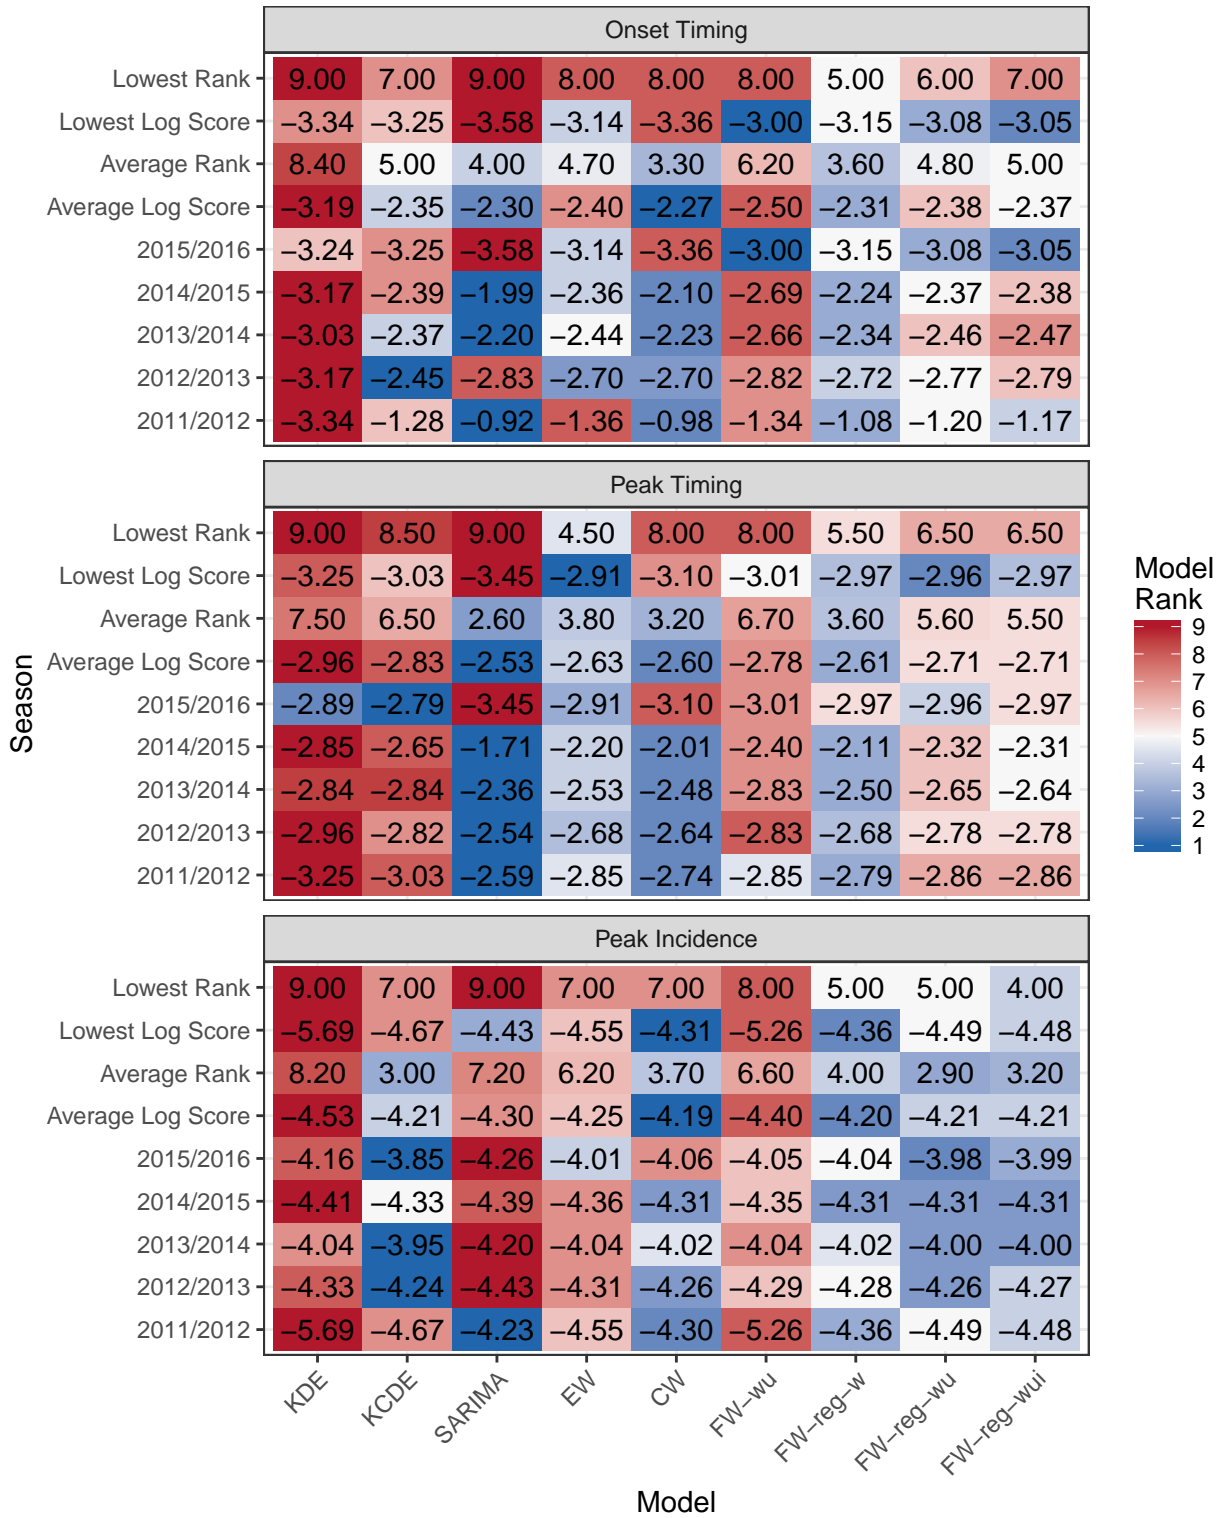 Onset Timing
Lowest Rank 9.00 7.00 9.00 8.00 8.00 8.00 5.00 6.00 7.00
Lowest Log Score −3.34 −3.25 −3.58 −3.14 −3.36 −3.00 −3.15 −3.08 −3.05
Average Rank 8.40 5.00 4.00 4.70 3.30 6.20 3.60 4.80 5.00
Average Log Score −3.19 −2.35 −2.30 −2.40 −2.27 −2.50 −2.31 −2.38 −2.37
2015/2016 −3.24 −3.25 −3.58 −3.14 −3.36 −3.00 −3.15 −3.08 −3.05
2014/2015 −3.17 −2.39 −1.99 −2.36 −2.10 −2.69 −2.24 −2.37 −2.38
2013/2014 −3.03 −2.37 −2.20 −2.44 −2.23 −2.66 −2.34 −2.46 −2.47
2012/2013 −3.17 −2.45 −2.83 −2.70 −2.70 −2.82 −2.72 −2.77 −2.79
2011/2012 −3.34 −1.28 −0.92 −1.36 −0.98 −1.34 −1.08 −1.20 −1.17
Peak Timing
Lowest Rank 9.00 8.50 9.00 4.50 8.00 8.00 5.50 6.50 6.50
Lowest Log Score −3.25 −3.03 −3.45 −2.91 −3.10 −3.01 −2.97 −2.96 −2.97
Average Rank 7.50 6.50 2.60 3.80 3.20 6.70 3.60 5.60 5.50
Average Log Score −2.96 −2.83 −2.53 −2.63 −2.60 −2.78 −2.61 −2.71 −2.71
2015/2016 −2.89 −2.79 −3.45 −2.91 −3.10 −3.01 −2.97 −2.96 −2.97
2014/2015 −2.85 −2.65 −1.71 −2.20 −2.01 −2.40 −2.11 −2.32 −2.31
2013/2014 −2.84 −2.84 −2.36 −2.53 −2.48 −2.83 −2.50 −2.65 −2.64
2012/2013 −2.96 −2.82 −2.54 −2.68 −2.64 −2.83 −2.68 −2.78 −2.78
2011/2012 −3.25 −3.03 −2.59 −2.85 −2.74 −2.85 −2.79 −2.86 −2.86
Peak Incidence
Lowest Rank 9.00 7.00 9.00 7.00 7.00 8.00 5.00 5.00 4.00
Lowest Log Score −5.69 −4.67 −4.43 −4.55 −4.31 −5.26 −4.36 −4.49 −4.48
Average Rank 8.20 3.00 7.20 6.20 3.70 6.60 4.00 2.90 3.20
Average Log Score −4.53 −4.21 −4.30 −4.25 −4.19 −4.40 −4.20 −4.21 −4.21
2015/2016 −4.16 −3.85 −4.26 −4.01 −4.06 −4.05 −4.04 −3.98 −3.99
2014/2015 −4.41 −4.33 −4.39 −4.36 −4.31 −4.35 −4.31 −4.31 −4.31
2013/2014 −4.04 −3.95 −4.20 −4.04 −4.02 −4.04 −4.02 −4.00 −4.00
2012/2013 −4.33 −4.24 −4.43 −4.31 −4.26 −4.29 −4.28 −4.26 −4.27
2011/2012 −5.69 −4.67 −4.23 −4.55 −4.30 −5.26 −4.36 −4.49 −4.48
KDE KCDE SARIMA EW CW FW−wu FW−reg−w FW−reg−wu FW−reg−wui
Model
Season
Model
Rank
9
8
7
6
5
4
3
2
1